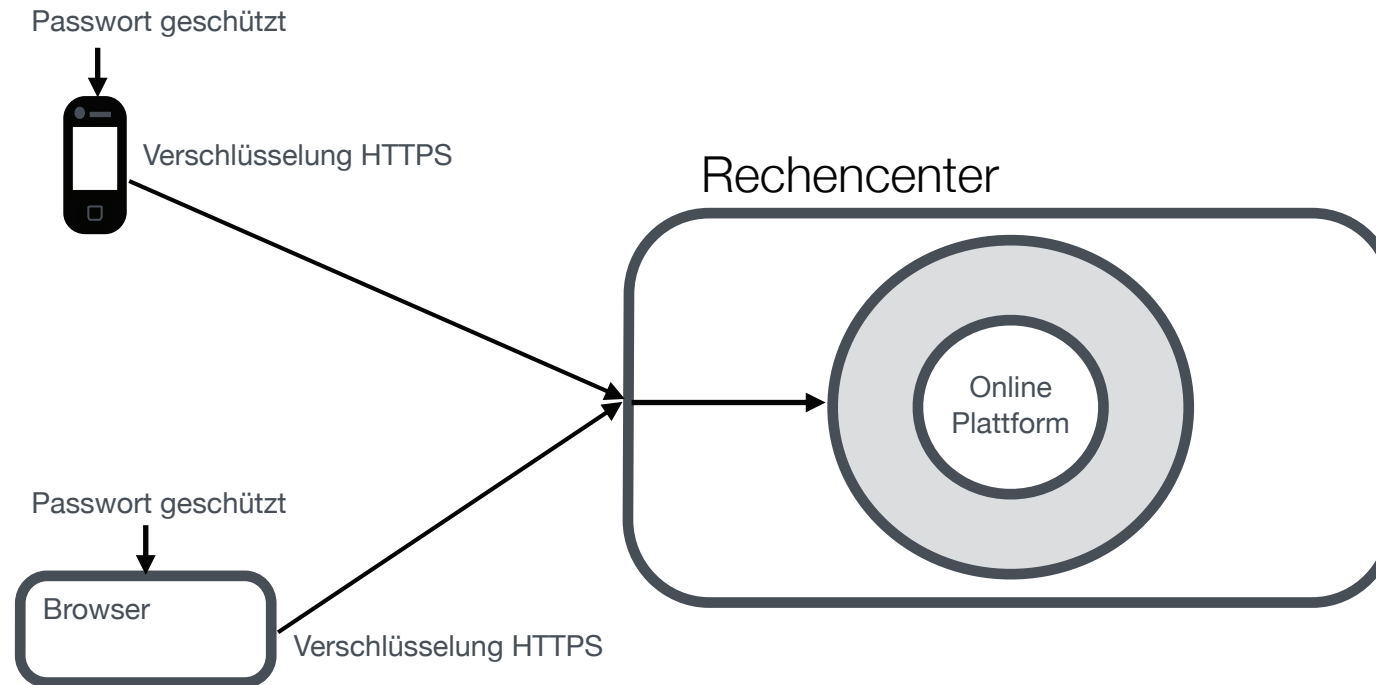 Passwort geschützt
Verschlüsselung HTTPS
Rechencenter
Online
Plattform
Passwort geschützt
Browser
Verschlüsselung HTTPS